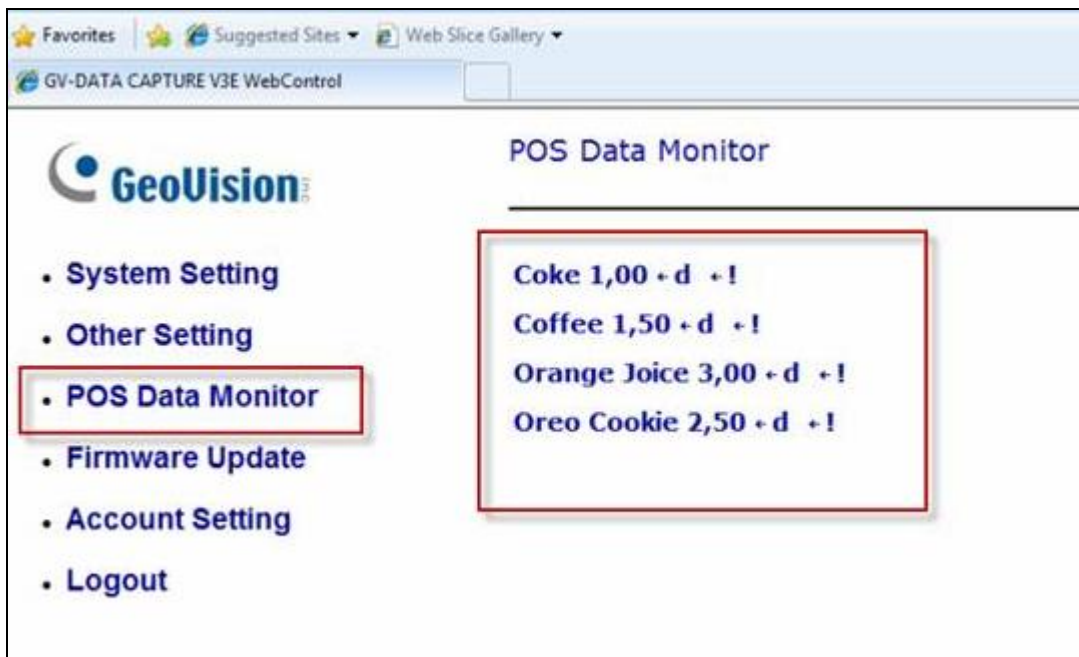 Favorites Suggested Sites Web Slice Gallery
GV-DATA CAPTURE V3E WebControl
GeoVision
POS Data Monitor
System Setting
Other Setting
POS Data Monitor
Firmware Update
Account Setting
Logout
Coke 1,00 ←d ←!
Coffee 1,50 ←d ←!
Orange Joice 3,00 ←d ←!
Oreo Cookie 2,50 ←d ←!